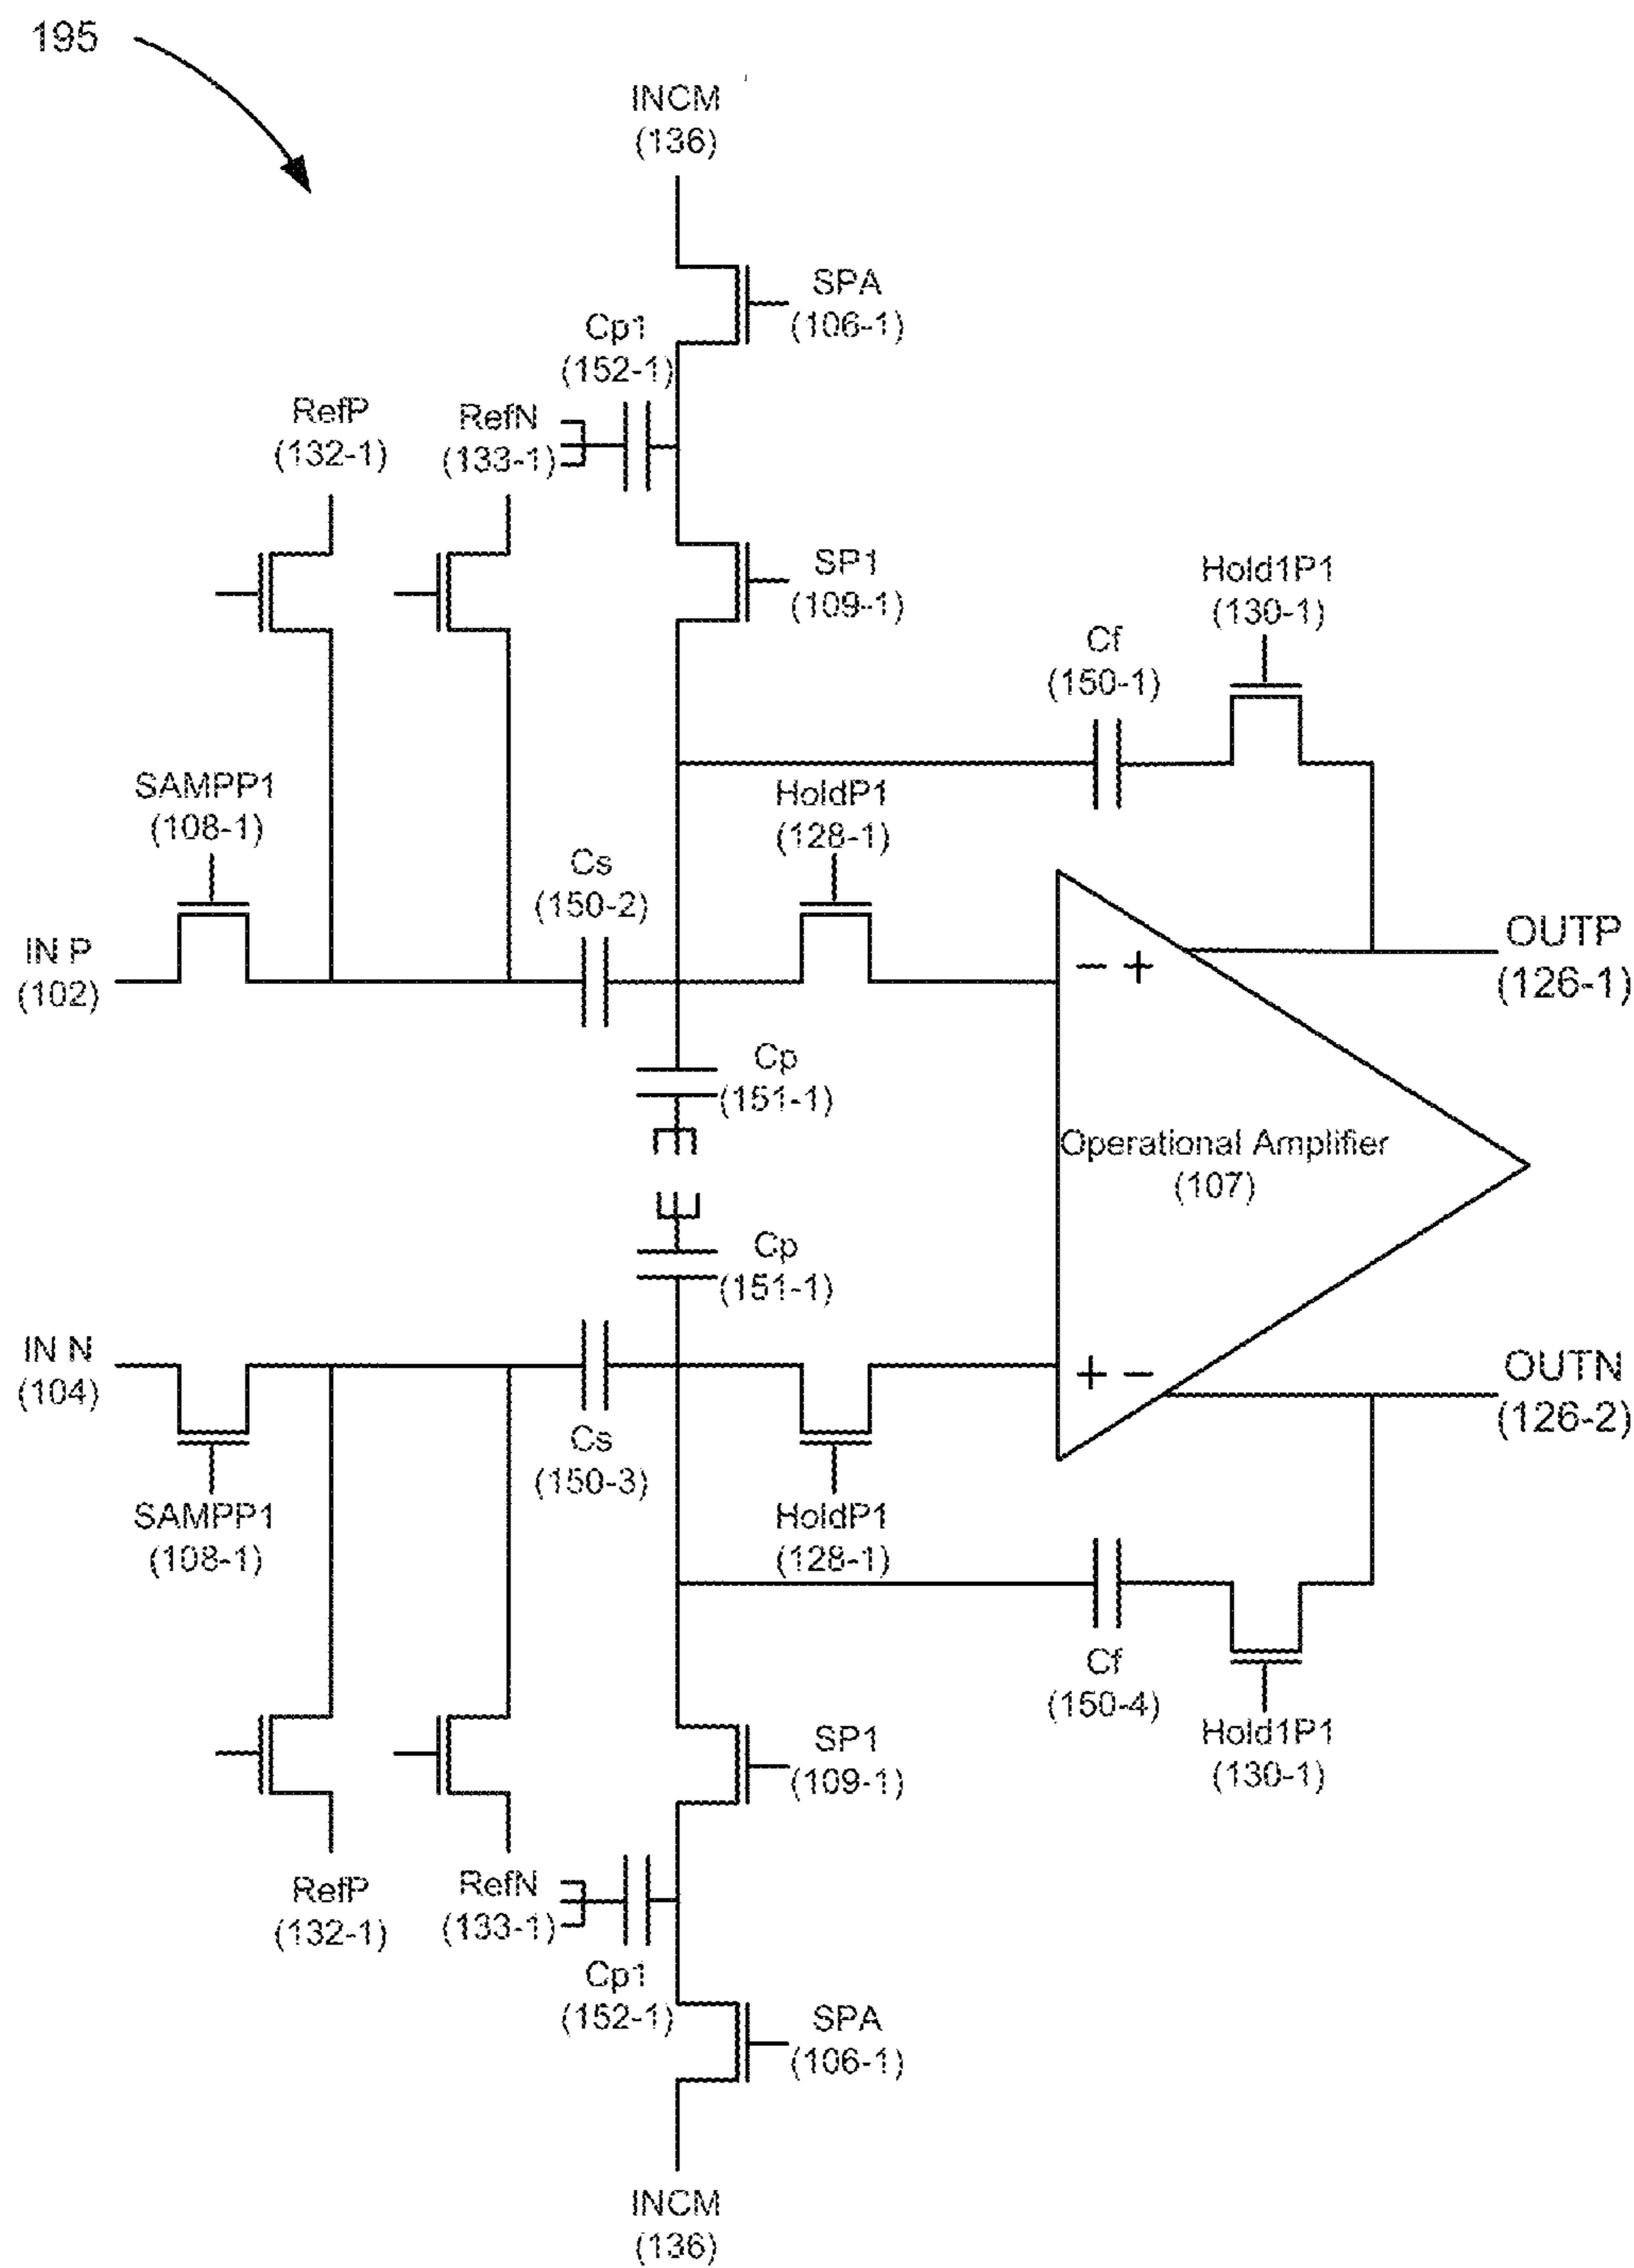 195
INCM
(136)
SPA
(106-1)
Cp1
(152-1)
RefP
(132-1)
RefN
(133-1)
SP1
(109-1)
Hold1P1
(130-1)
Cf
(150-1)
SAMPP1
(108-1)
HoldP1
(128-1)
Cs
(150-2)
IN P
(102)
- +
OUTP
(126-1)
Cp
(151-1)
Operational Amplifier
(107)
Cp
(151-1)
IN N
(104)
+ -
OUTN
(126-2)
Cs
(150-3)
SAMPP1
(108-1)
HoldP1
(128-1)
Cf
(150-4)
Hold1P1
(130-1)
SP1
(109-1)
RefP
(132-1)
RefN
(133-1)
Cp1
(152-1)
SPA
(106-1)
INCM
(136)